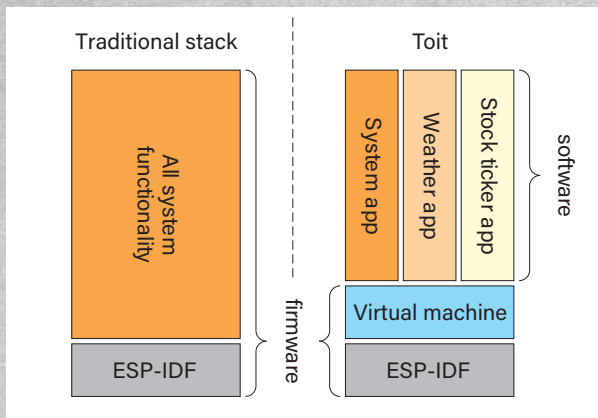 Traditional stack
All system
functionality
ESP-IDF
firmware
Toit
System app
Weather app
Stock ticker app
software
Virtual machine
ESP-IDF